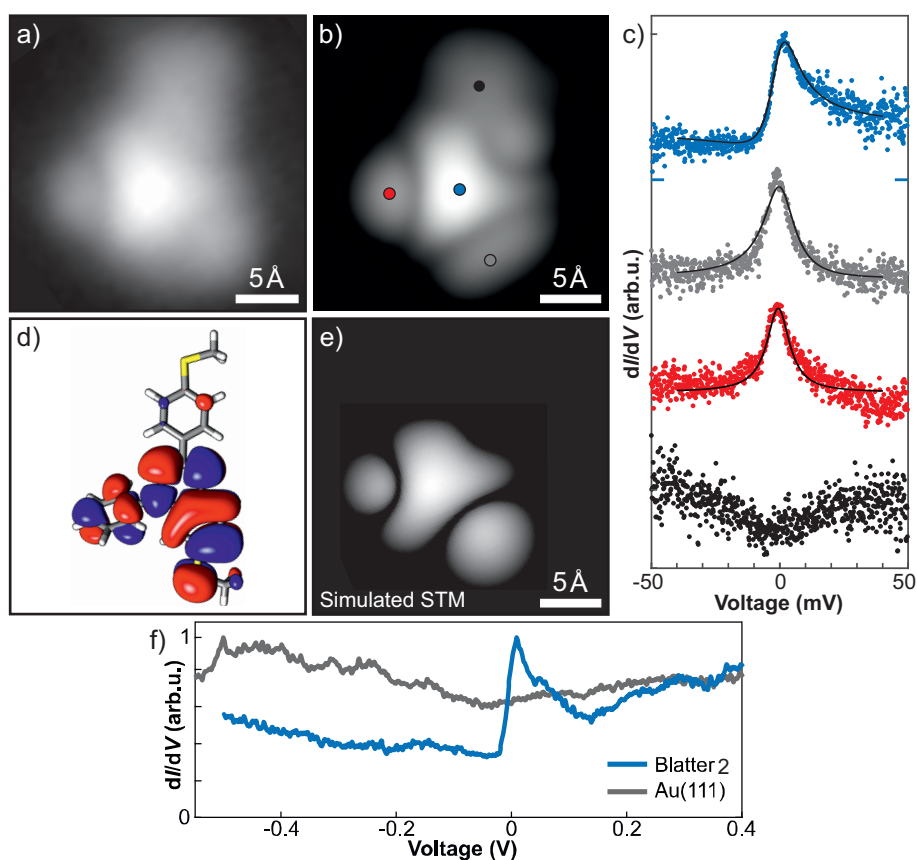 a)
5Å
b)
5Å
c)
dI/dV (arb.u.)
-50
0
50
Voltage (mV)
d)
e)
Simulated STM
5Å
f)
1
0
dI/dV (arb.u.)
-0.4
-0.2
0
0.2
0.4
Voltage (V)
Blatter 2
Au(111)